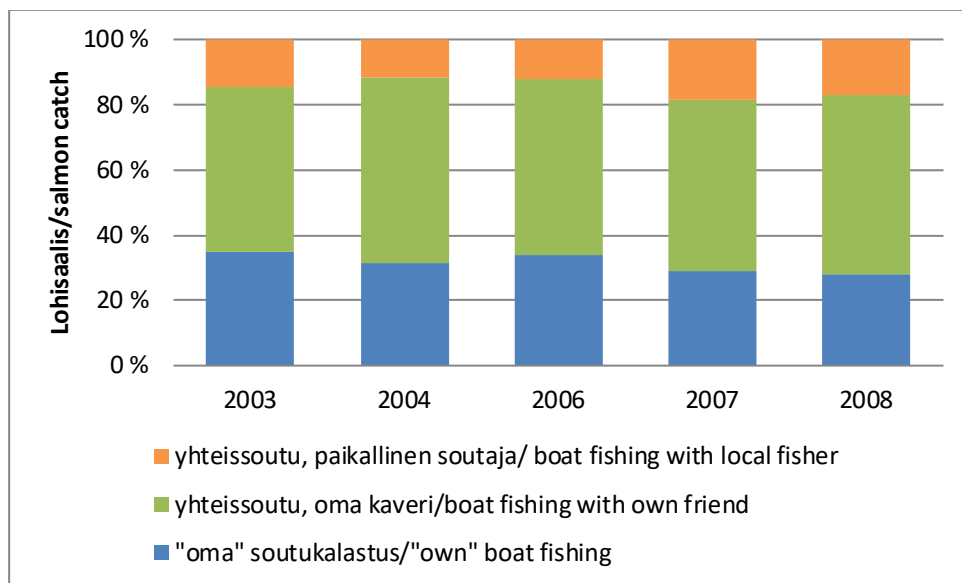 Lohisaalis/salmon catch
100 %
80 %
60 %
40 %
20 %
0 %
2003 2004 2006 2007 2008
yhteissoutu, paikallinen soutaja/ boat fishing with local fisher
yhteissoutu, oma kaveri/boat fishing with own friend
"oma" soutukalastus/"own" boat fishing